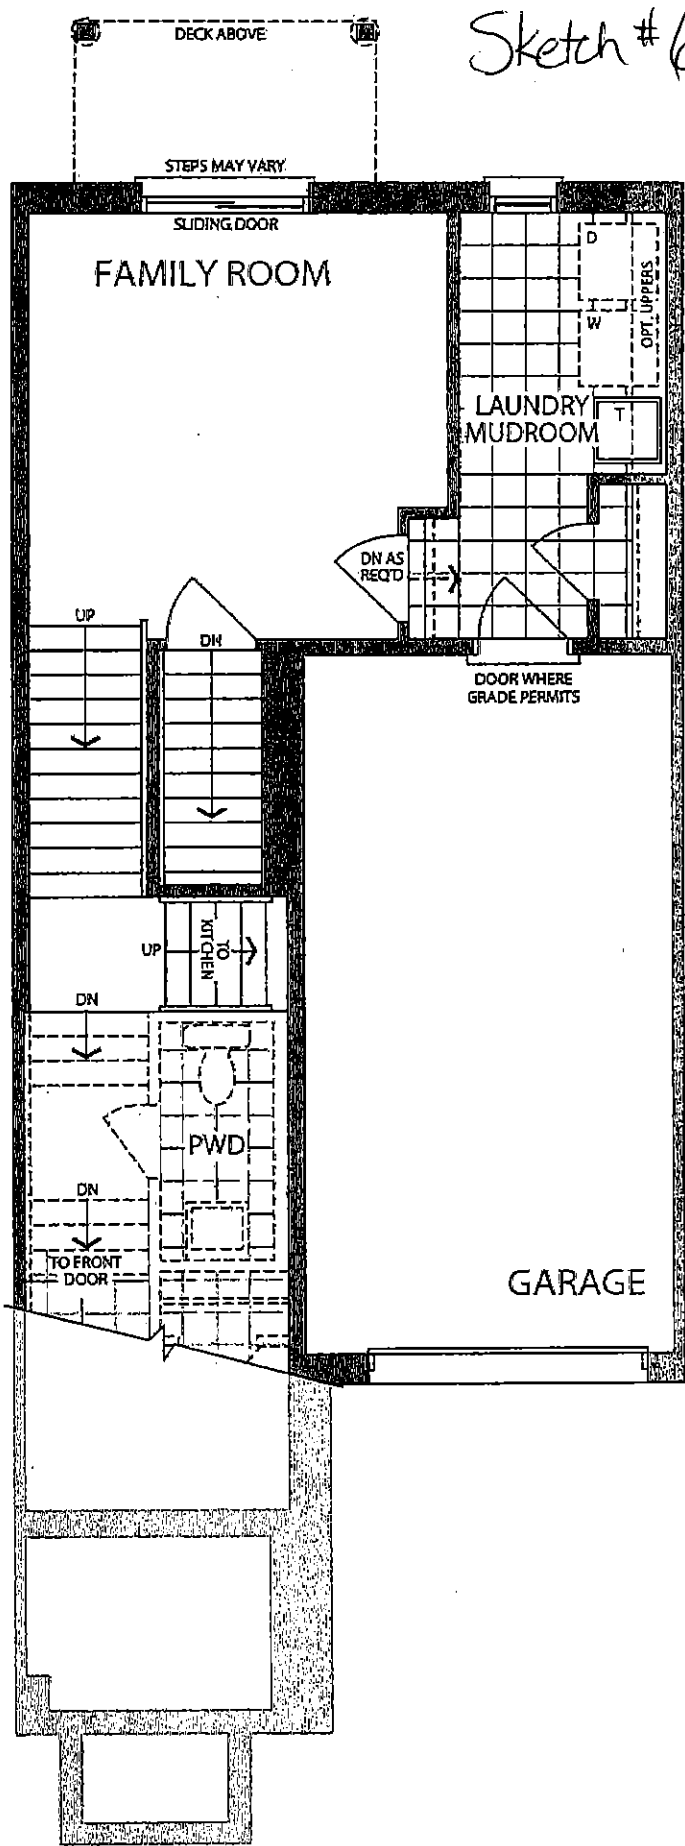 Sketch #
DECK ABOVE
STEPS MAY VARY
SLIDING DOOR
FAMILY ROOM
D
W
OPT. UPPERS
LAUNDRY
MUDROOM
T
DN AS
REQ'D
UP
DN
DOOR WHERE
GRADE PERMITS
UP
TO
KITCHEN
DN
PWD
DN
TO FRONT
DOOR
GARAGE